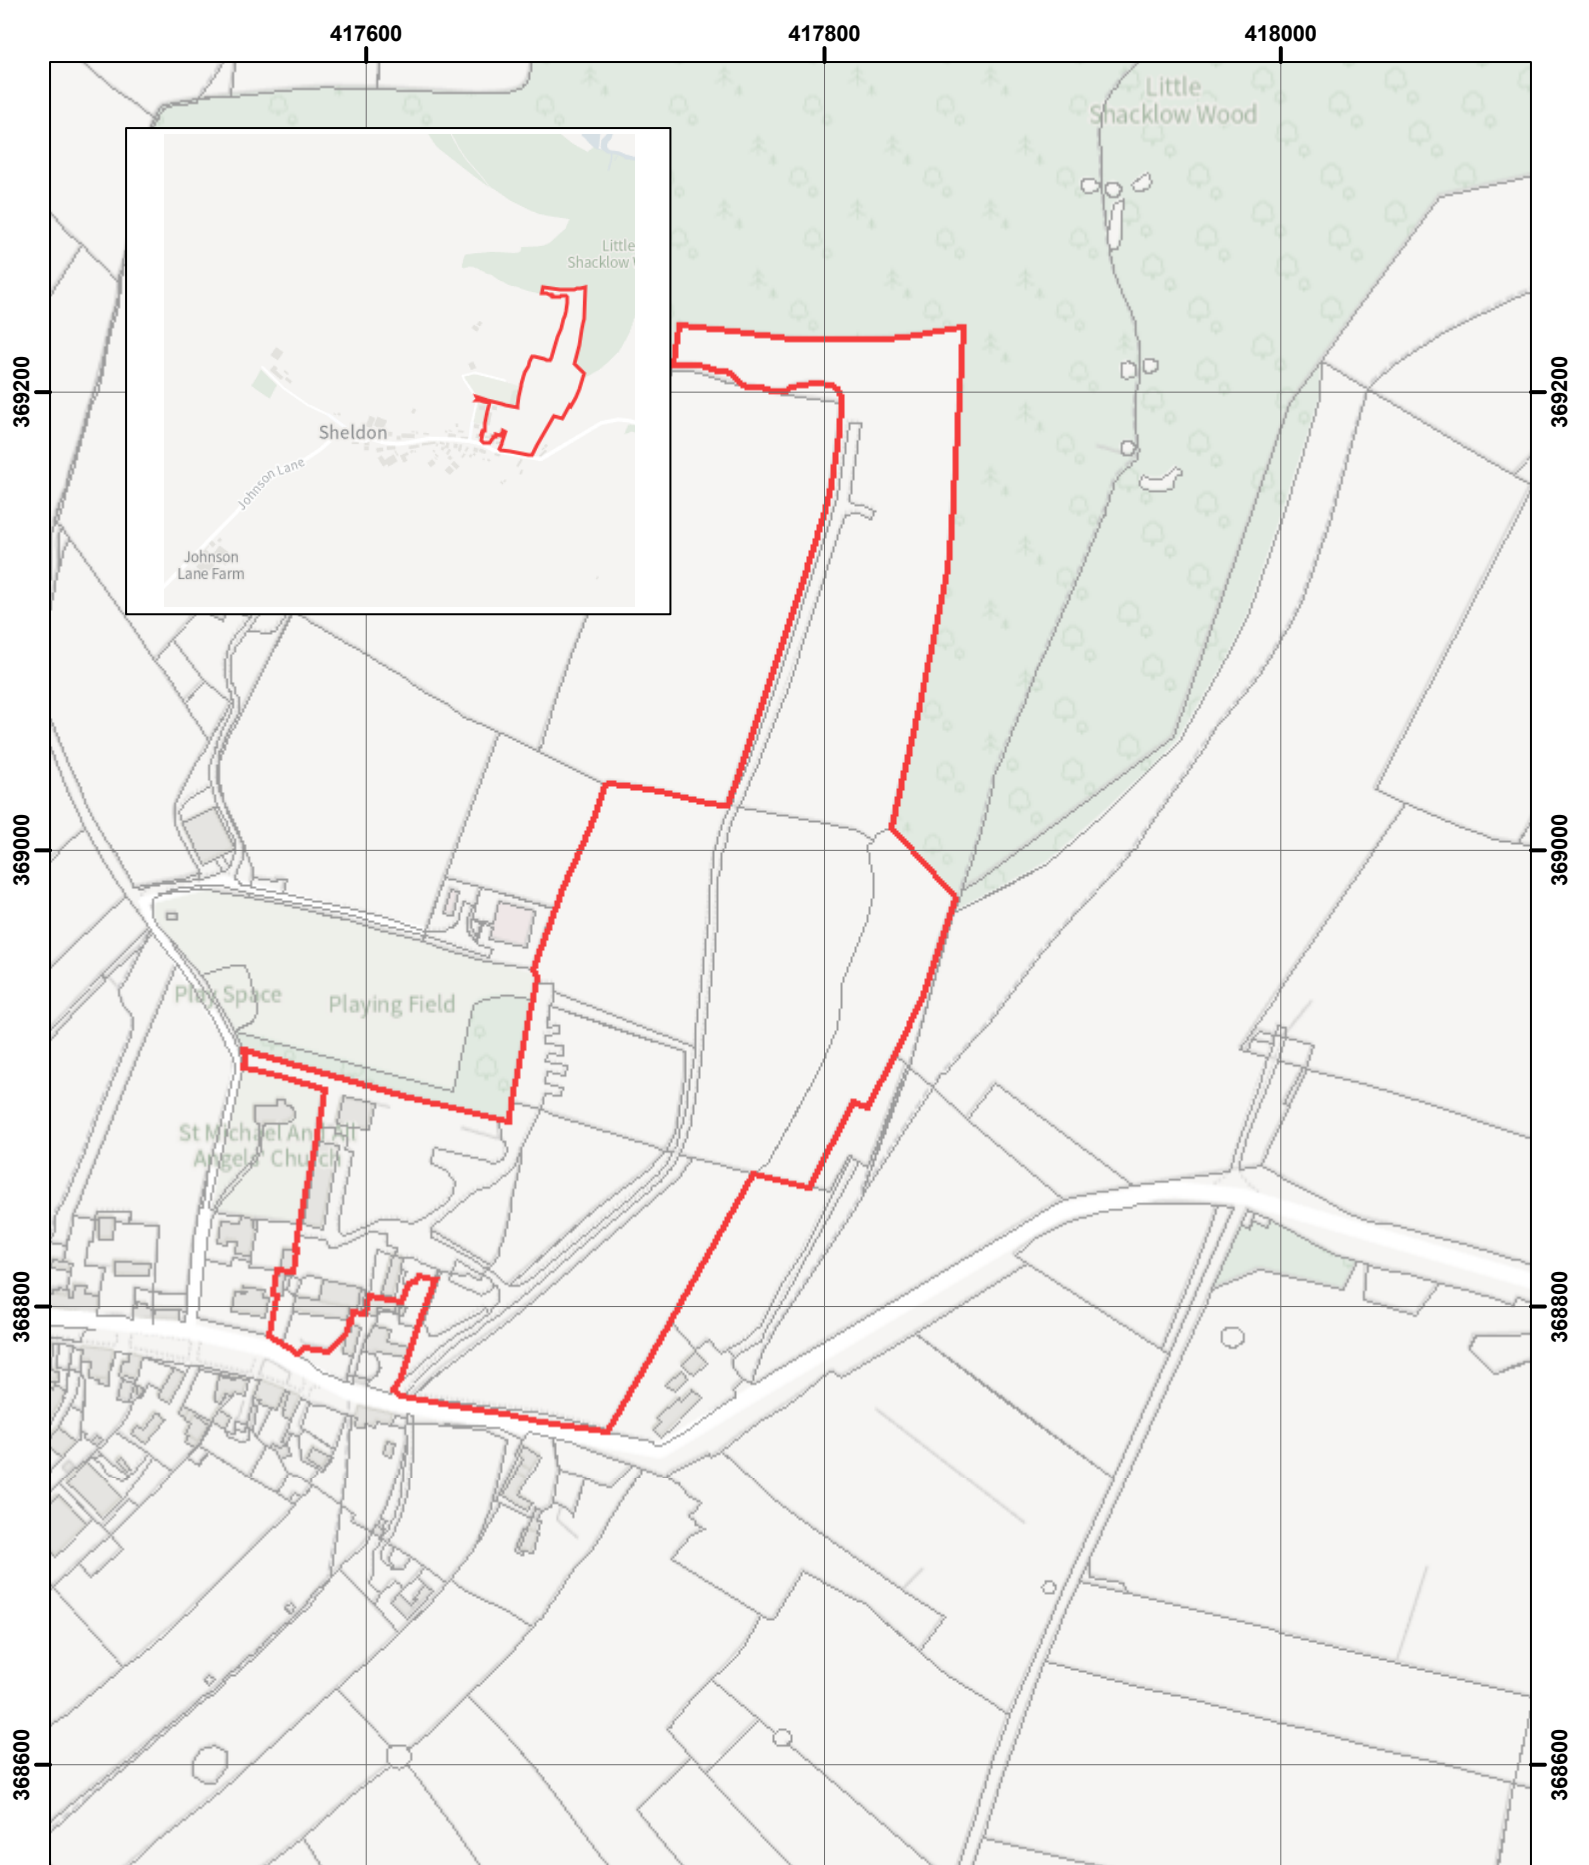 417600
417800
418000
Little
Shacklow Wood
Little
Shacklow
Sheldon
Johnson Lane
Johnson
Lane Farm
369200
369200
369000
369000
Play Space
Playing Field
St Michael And All
Angels' Church
368800
368800
368600
368600